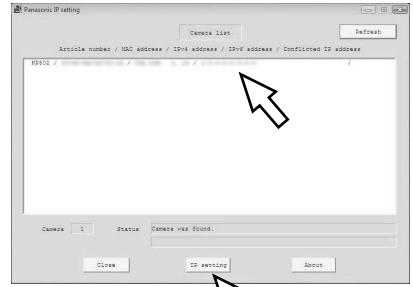 Panasonic IP setting
Camera list
Refresh
Article number / MAC address / IPv4 address / IPv6 address / Conflicted IP address
/ / / /
Camera 1 Status Camera was found.
Close IP setting About